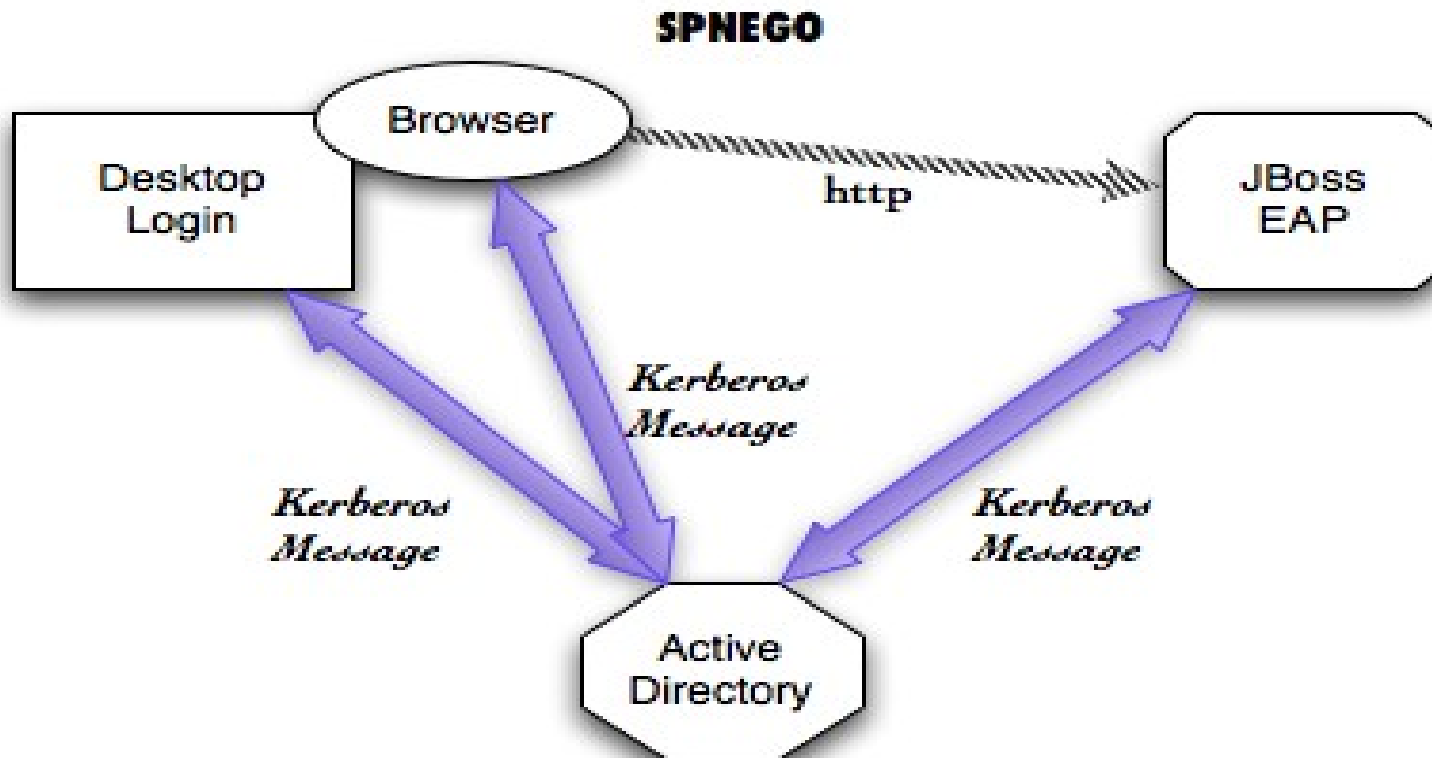 SPNEGO
Browser
Desktop
Login
http
JBoss
EAP
Kerberos
Message
Kerberos
Message
Kerberos
Message
Active
Directory